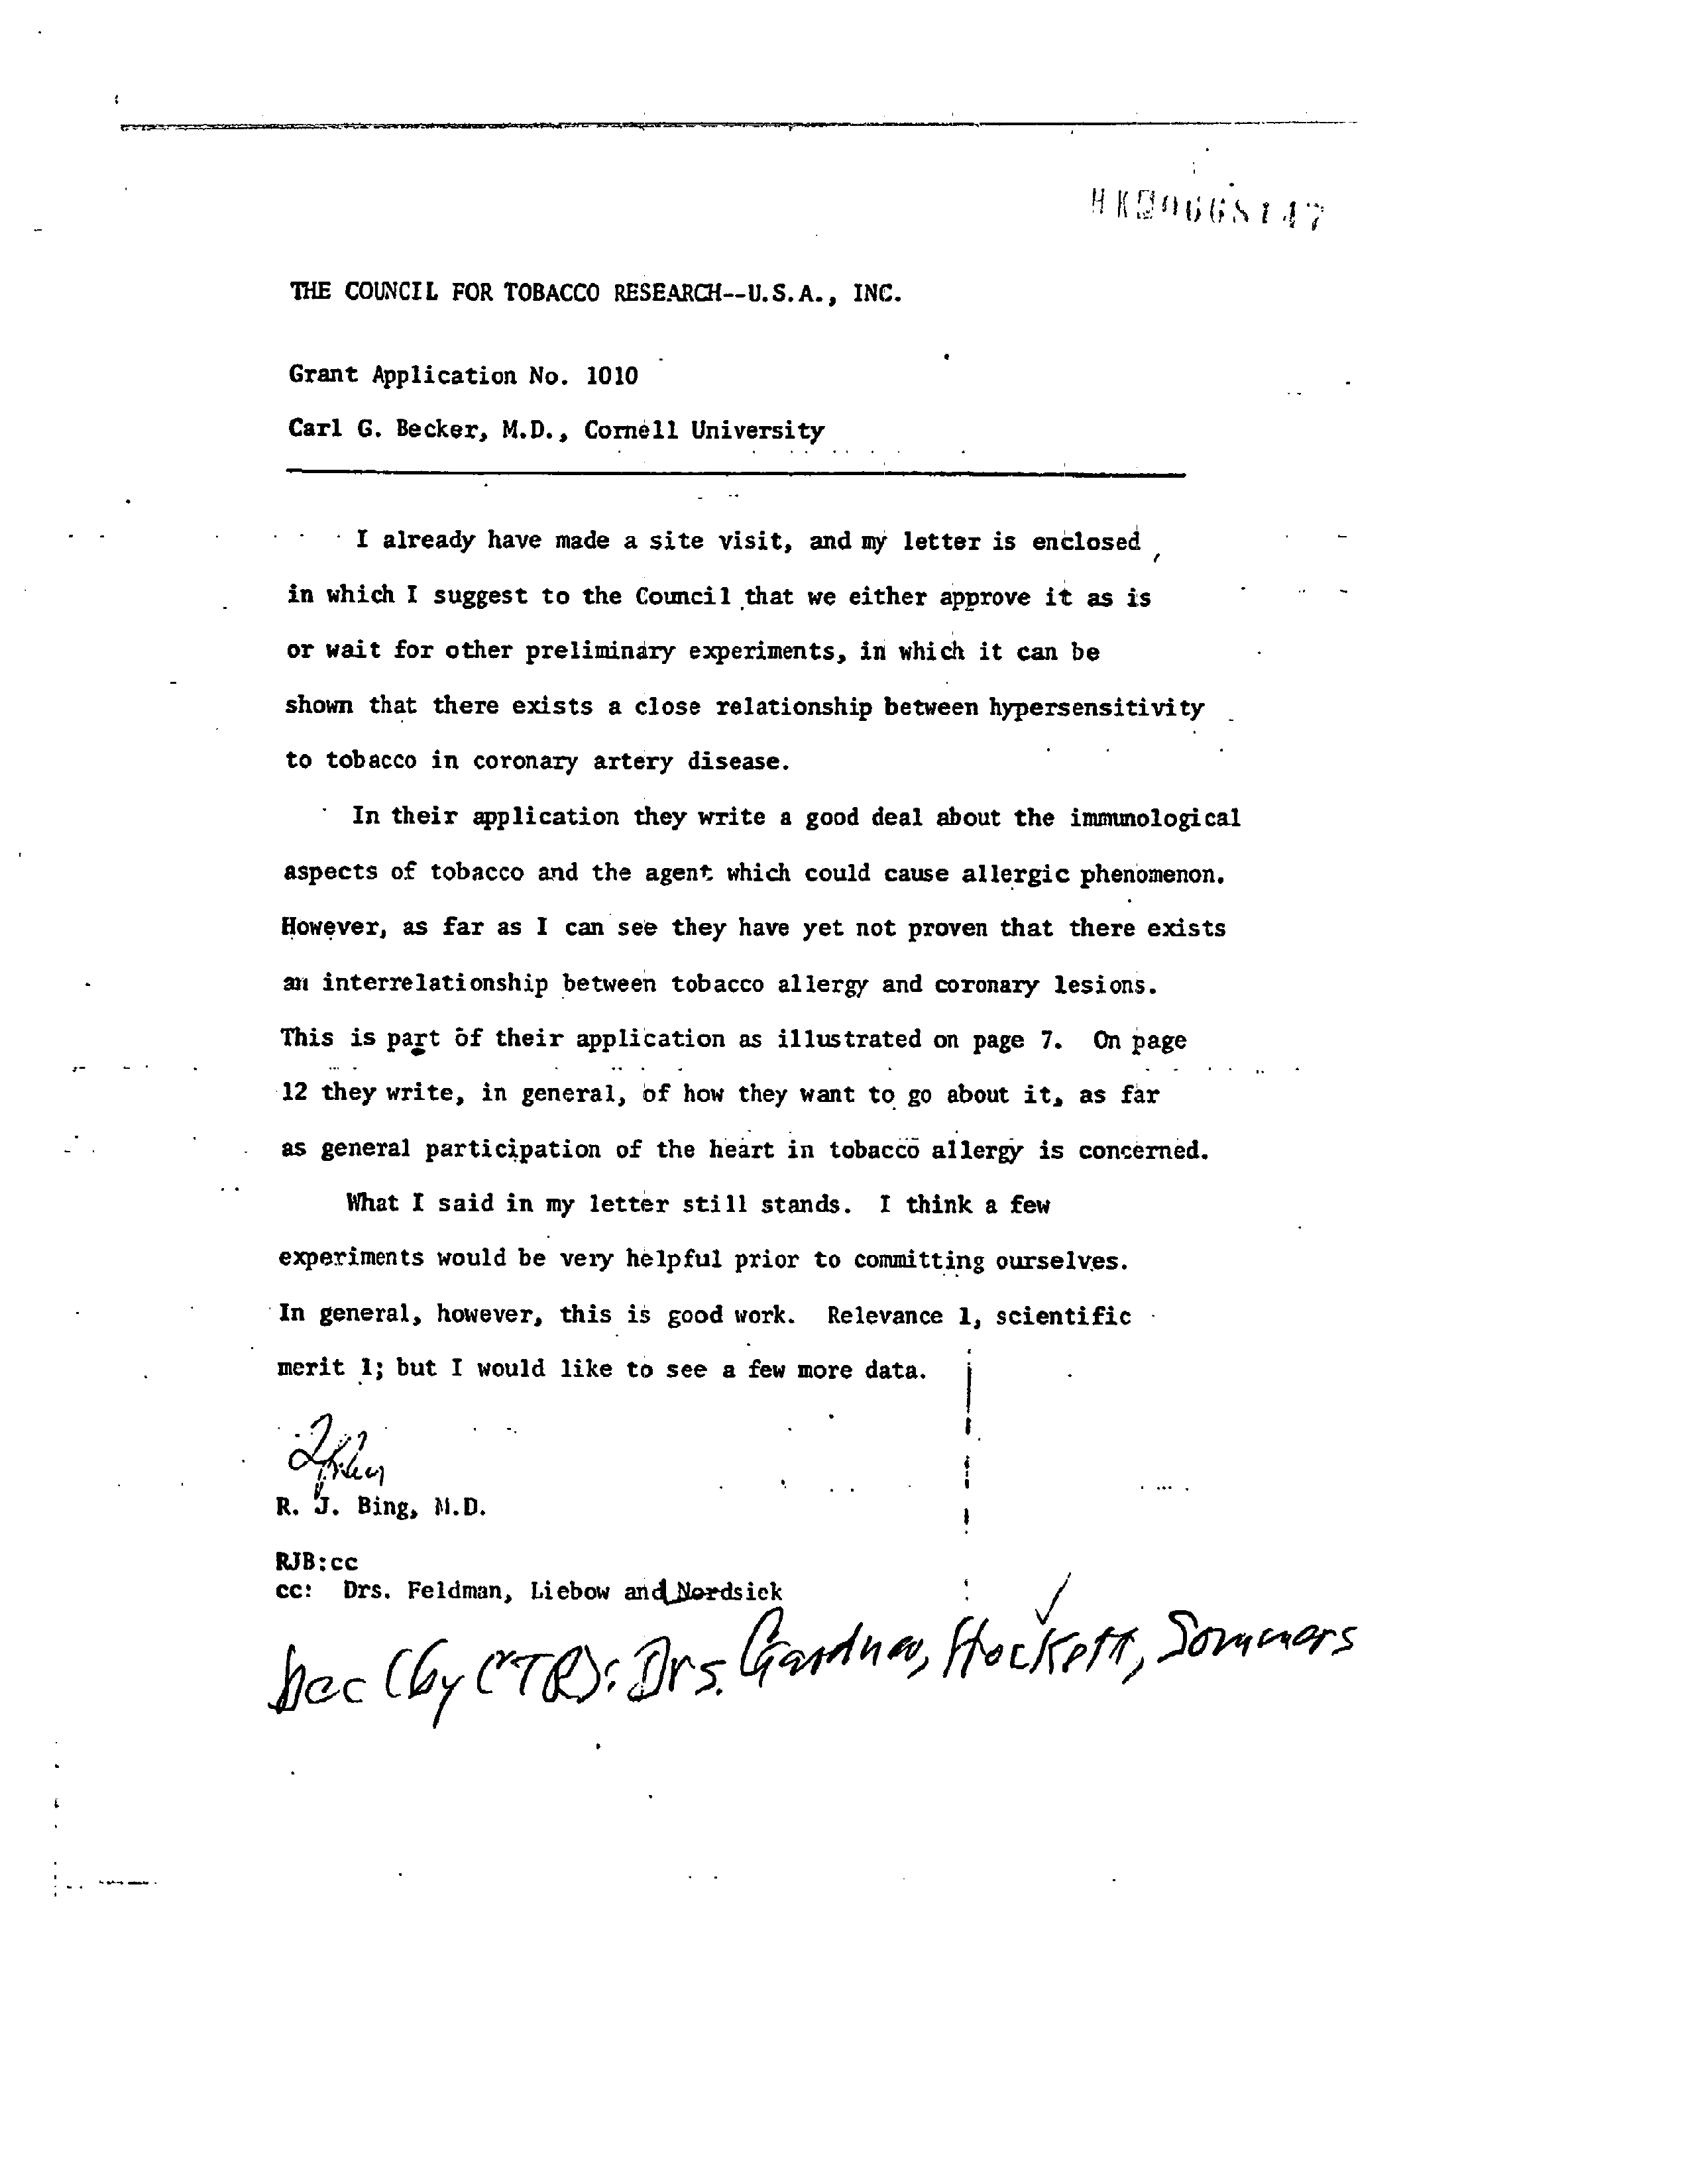 THE COUNCIL FOR TOBACCO RESEARCH--U.S.A., INC.
Grant Application No. 1010
Carl G. Becker, M.D., Cornell University
I already have made a site visit, and my letter is enclosed,
in which I suggest to the Council that we either approve it as is
or wait for other preliminary experiments, in which it can be
shown that there exists a close relationship between hypersensitivity
to tobacco in coronary artery disease.
In their application they write a good deal about the immunological
aspects of tobacco and the agent which could cause allergic phenomenon.
However, as far as I can see they have yet not proven that there exists
an interrelationship between tobacco allergy and coronary lesions.
This is part of their application as illustrated on page 7. On page
12 they write, in general, of how they want to go about it, as far
as general participation of the heart in tobacco allergy is concerned.
What I said in my letter still stands. I think a few
experiments would be very helpful prior to committing ourselves.
In general, however, this is good work. Relevance 1, scientific
merit 1; but I would like to see a few more data.
R. J. Bing, M.D.
RJB:cc
cc: Drs. Feldman, Liebow and Nordsiek
bcc (by CTR): Drs. Gardner, Hockett, Sommers